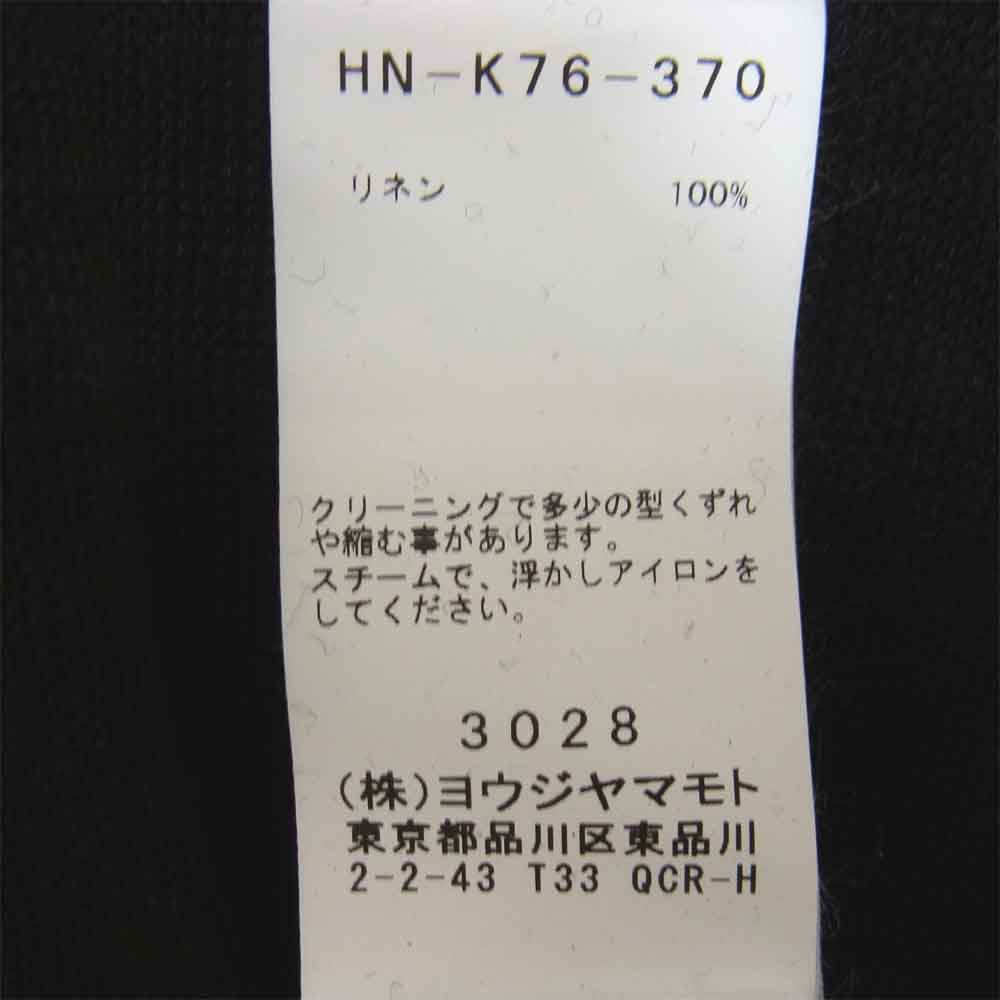 HN-K76-370
リネン 100%
クリーニングで多少の型くずれ
や縮む事があります。
スチームで、浮かしアイロンを
してください。
3028
(株)ヨウジヤマモト
東京都品川区東品川
2-2-43 T33 QCR-H